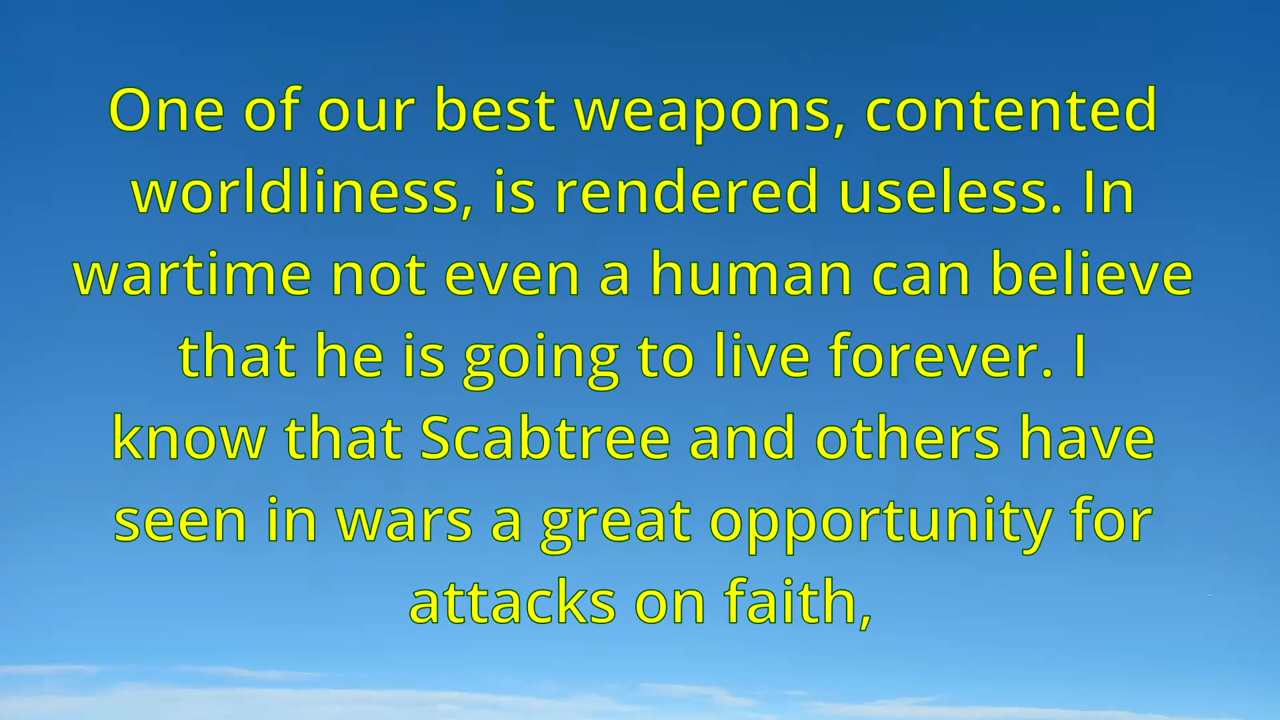 One of our best weapons, contented
worldliness, is rendered useless. In
wartime not even a human can believe
that he is going to live forever. I
know that Scabtree and others have
seen in wars a great opportunity for
attacks on faith,